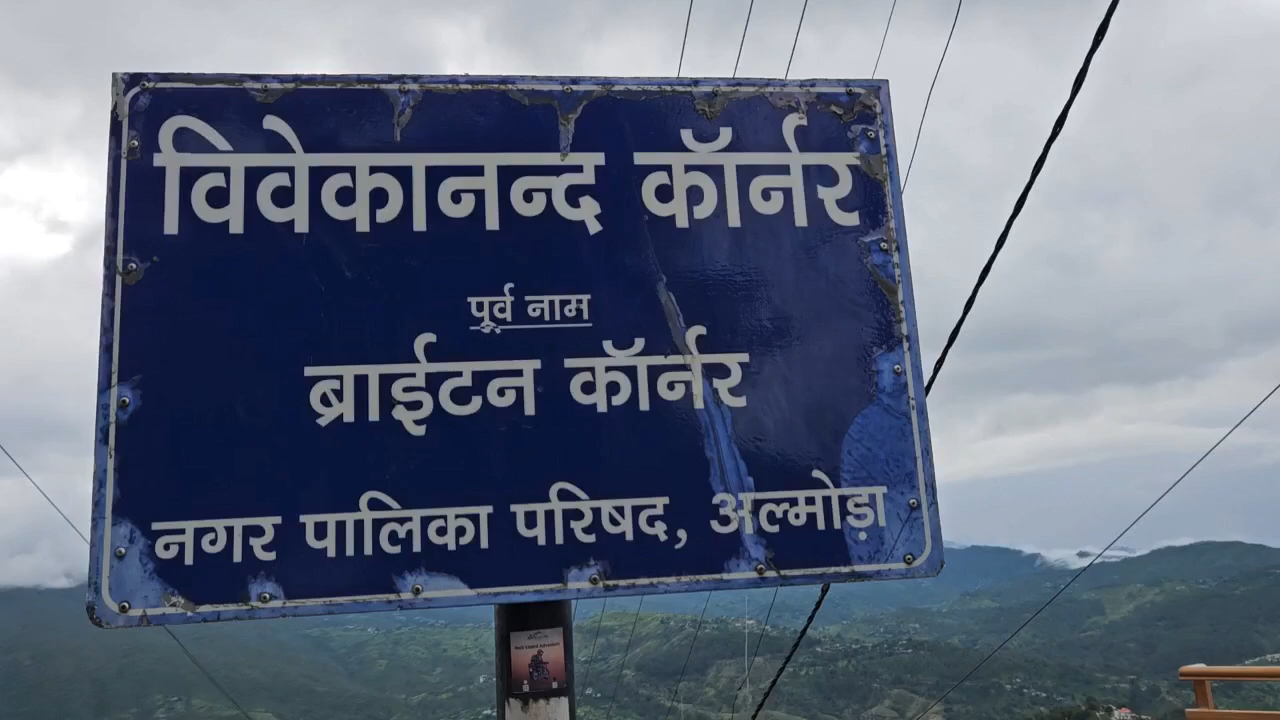 विवेकानन्द कॉर्नर
पूर्व नाम
ब्राईटन कॉर्नर
नगर पालिका परिषद, अल्मोड़ा